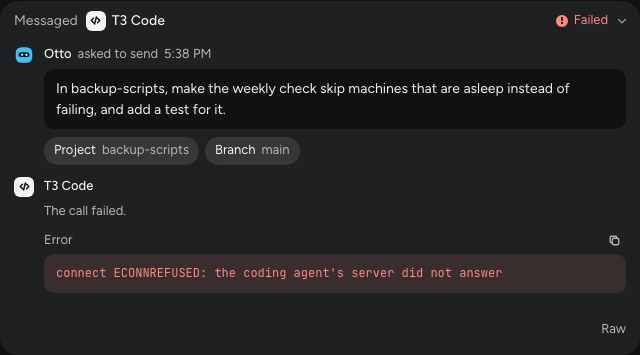 Messaged T3 Code Failed
Otto asked to send 5:38 PM
In backup-scripts, make the weekly check skip machines that are asleep instead of
failing, and add a test for it.
Project backup-scripts Branch main
T3 Code
The call failed.
Error
connect ECONNREFUSED: the coding agent's server did not answer
Raw